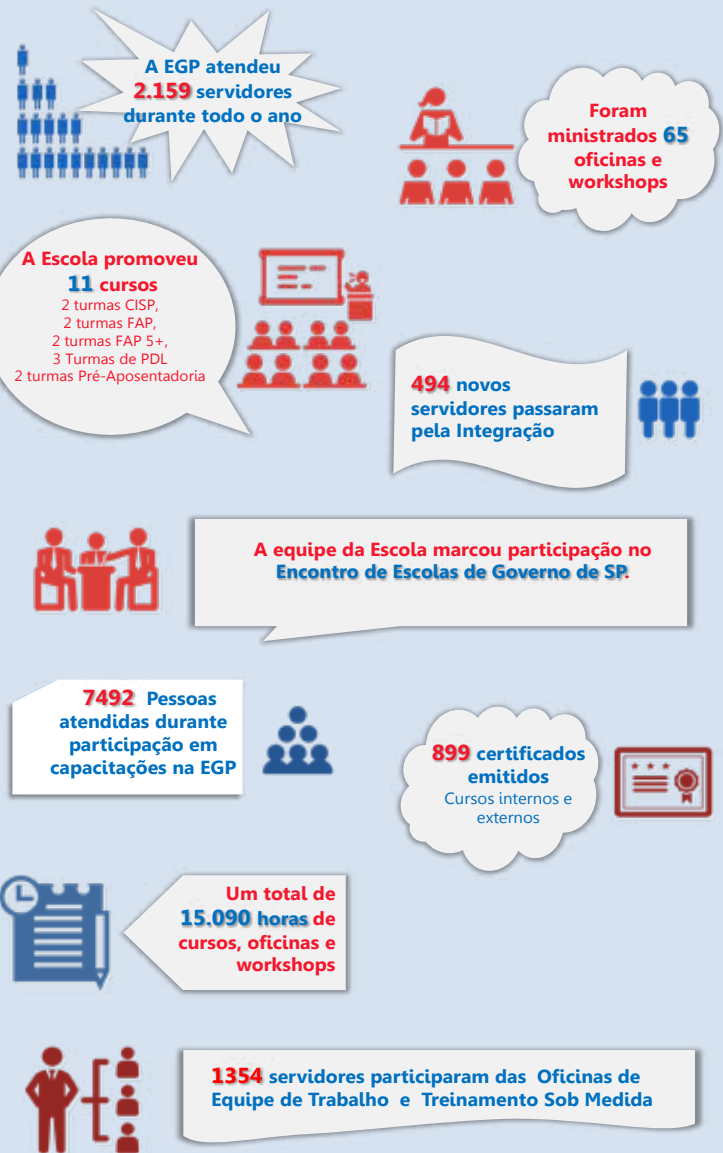 A EGP atendeu
2.159 servidores
durante todo o ano
Foram
ministrados 65
oficinas e
workshops
A Escola promoveu
11 cursos
2 turmas CISP,
2 turmas FAP,
2 turmas FAP 5+,
3 Turmas de PDL
2 turmas Pré-Aposentadoria
494 novos
servidores passaram
pela Integração
A equipe da Escola marcou participação no
Encontro de Escolas de Governo de SP.
7492 Pessoas
atendidas durante
participação em
capacitações na EGP
899 certificados
emitidos
Cursos internos e
externos
Um total de
15.090 horas de
cursos, oficinas e
workshops
1354 servidores participaram das Oficinas de
Equipe de Trabalho e Treinamento Sob Medida